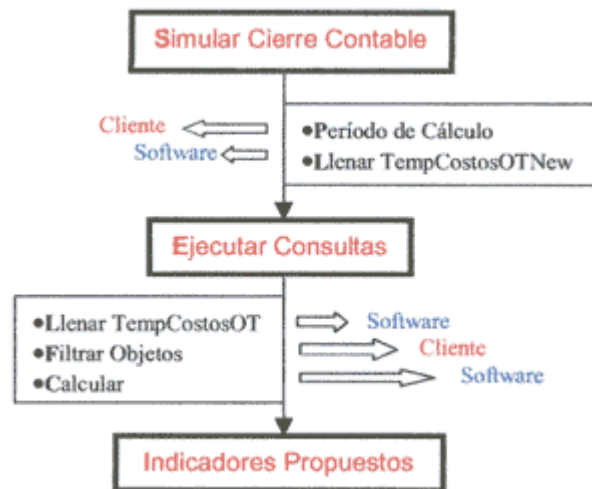 Simular Cierre Contable
Cliente
Software
●Período de Cálculo
●Llenar TempCostosOTNew
Ejecutar Consultas
●Llenar TempCostosOT
●Filtrar Objetos
●Calcular
Software
Cliente
Software
Indicadores Propuestos